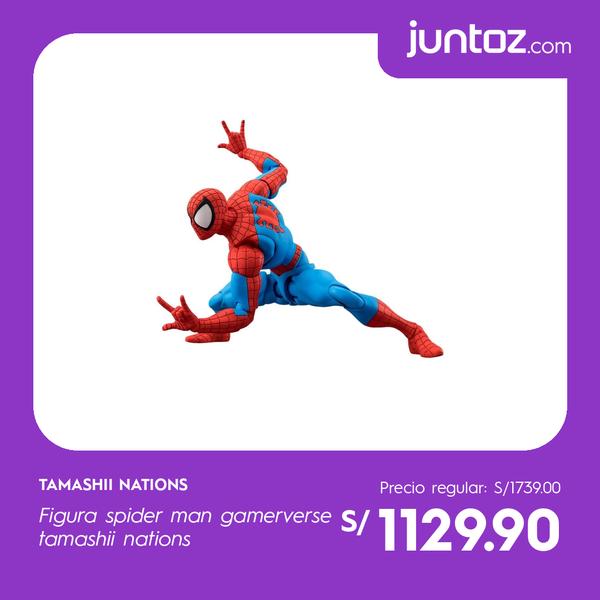 juntoz.com
TAMASHII NATIONS
Precio regular: S/1739.00
Figura spider man gamerverse
tamashii nations
S/ 1129.90